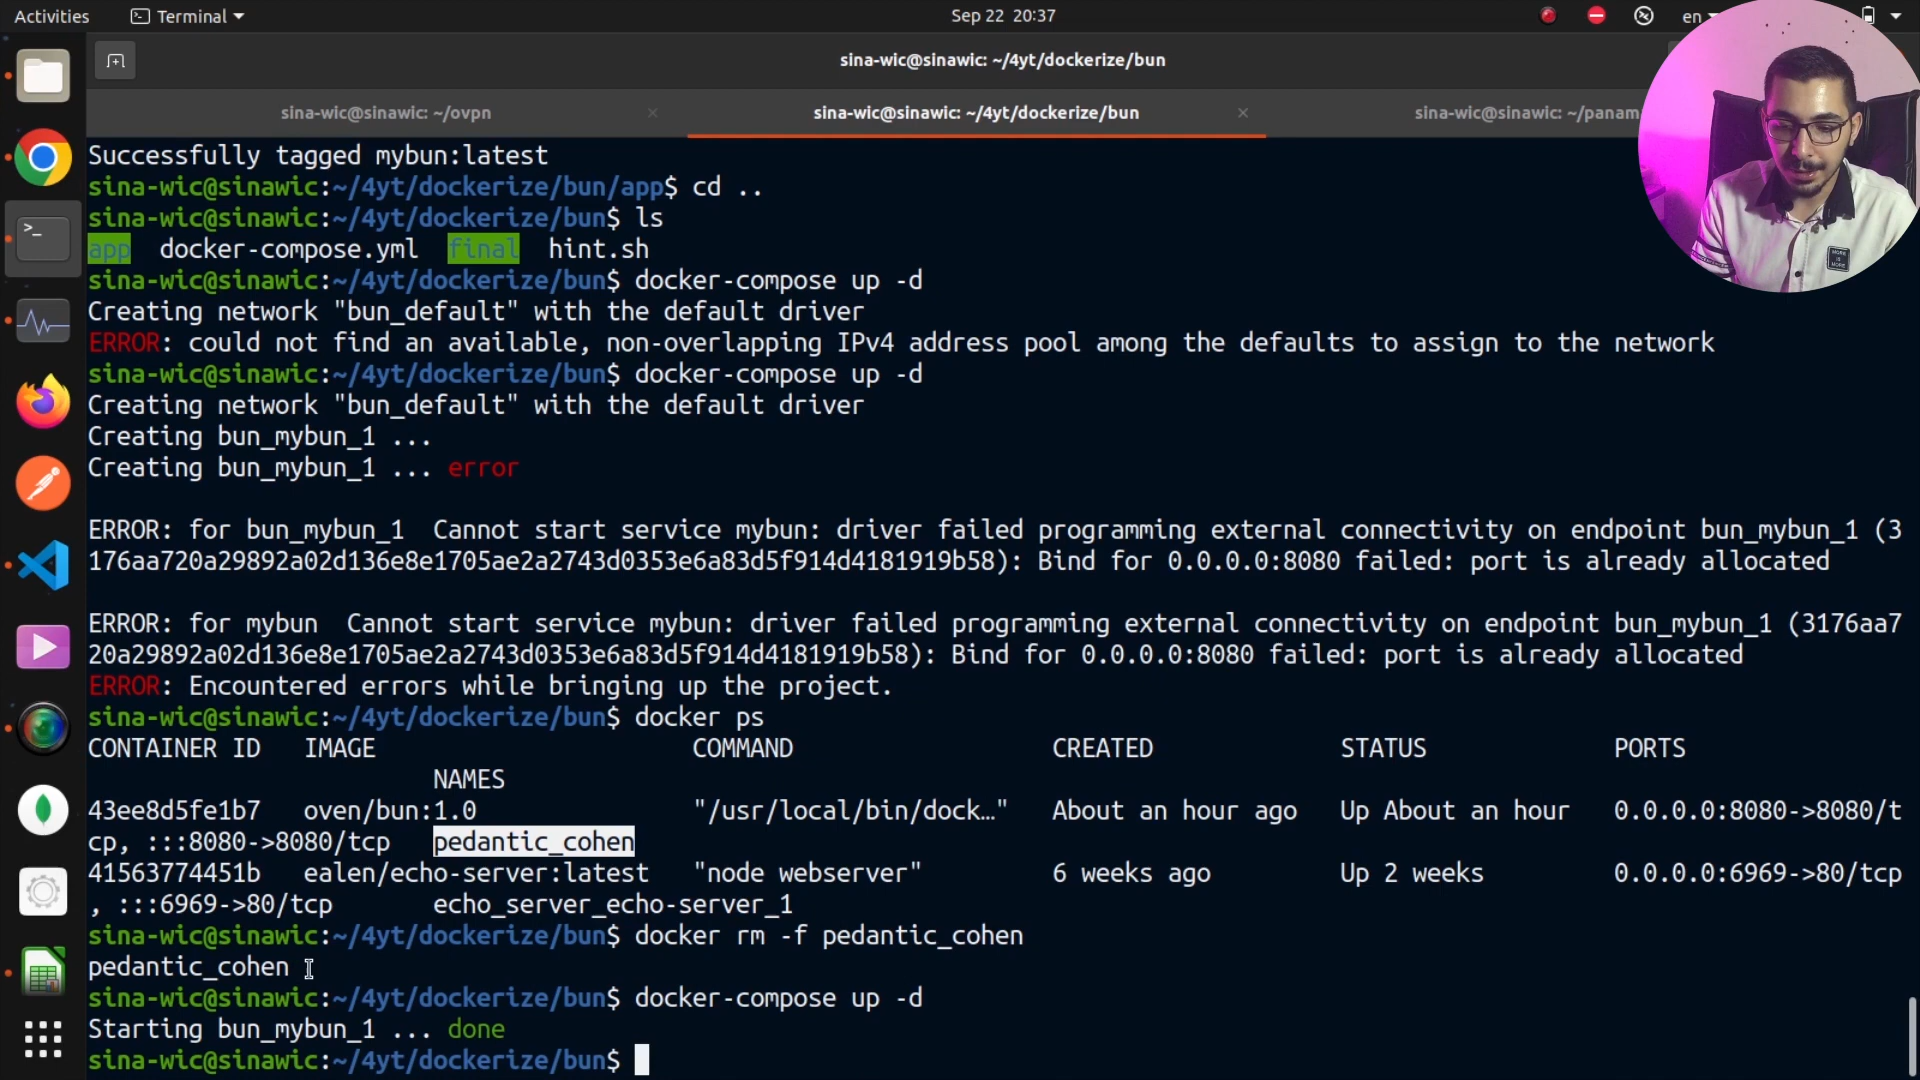 Activities
Terminal
Sep 22 20:37
en
sina-wic@sinawic: ~/4yt/dockerize/bun
sina-wic@sinawic: ~/ovpn
sina-wic@sinawic: ~/4yt/dockerize/bun
sina-wic@sinawic: ~/panam
Successfully tagged mybun:latest
sina-wic@sinawic:~/4yt/dockerize/bun/app$ cd ..
sina-wic@sinawic:~/4yt/dockerize/bun$ ls
app docker-compose.yml final hint.sh
sina-wic@sinawic:~/4yt/dockerize/bun$ docker-compose up -d
Creating network "bun_default" with the default driver
ERROR: could not find an available, non-overlapping IPv4 address pool among the defaults to assign to the network
sina-wic@sinawic:~/4yt/dockerize/bun$ docker-compose up -d
Creating network "bun_default" with the default driver
Creating bun_mybun_1 ...
Creating bun_mybun_1 ... error
ERROR: for bun_mybun_1 Cannot start service mybun: driver failed programming external connectivity on endpoint bun_mybun_1 (3
176aa720a29892a02d136e8e1705ae2a2743d0353e6a83d5f914d4181919b58): Bind for 0.0.0.0:8080 failed: port is already allocated
ERROR: for mybun Cannot start service mybun: driver failed programming external connectivity on endpoint bun_mybun_1 (3176aa7
20a29892a02d136e8e1705ae2a2743d0353e6a83d5f914d4181919b58): Bind for 0.0.0.0:8080 failed: port is already allocated
ERROR: Encountered errors while bringing up the project.
sina-wic@sinawic:~/4yt/dockerize/bun$ docker ps
CONTAINER ID IMAGE COMMAND CREATED STATUS PORTS
NAMES
43ee8d5fe1b7 oven/bun:1.0 "/usr/local/bin/dock…" About an hour ago Up About an hour 0.0.0.0:8080->8080/t
cp, :::8080->8080/tcp pedantic_cohen
41563774451b ealen/echo-server:latest "node webserver" 6 weeks ago Up 2 weeks 0.0.0.0:6969->80/tcp
, :::6969->80/tcp echo_server_echo-server_1
sina-wic@sinawic:~/4yt/dockerize/bun$ docker rm -f pedantic_cohen
pedantic_cohen
sina-wic@sinawic:~/4yt/dockerize/bun$ docker-compose up -d
Starting bun_mybun_1 ... done
sina-wic@sinawic:~/4yt/dockerize/bun$